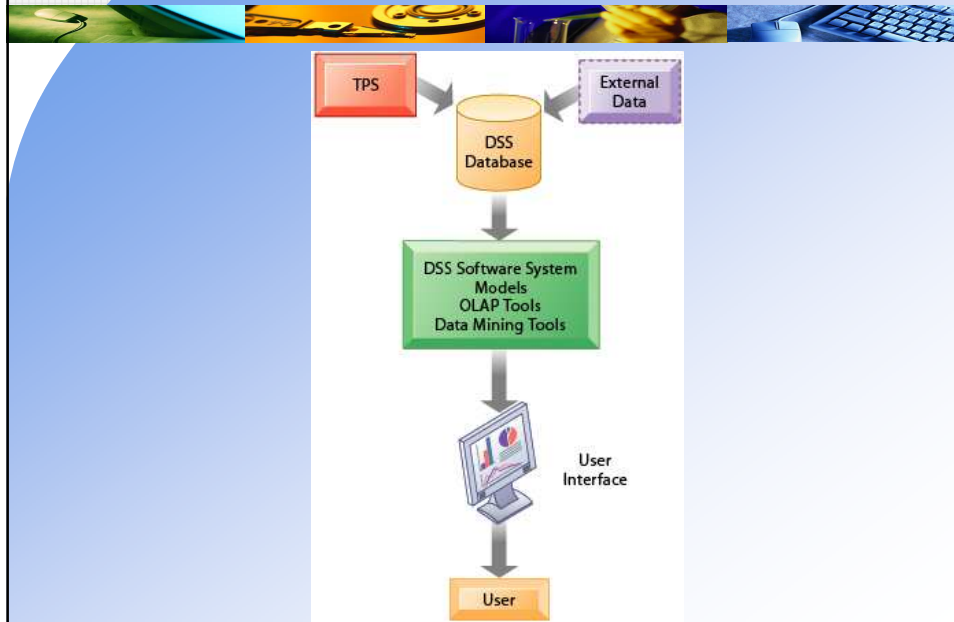 TPS
External
Data
DSS
Database
DSS Software System
Models
OLAP Tools
Data Mining Tools
User
Interface
User